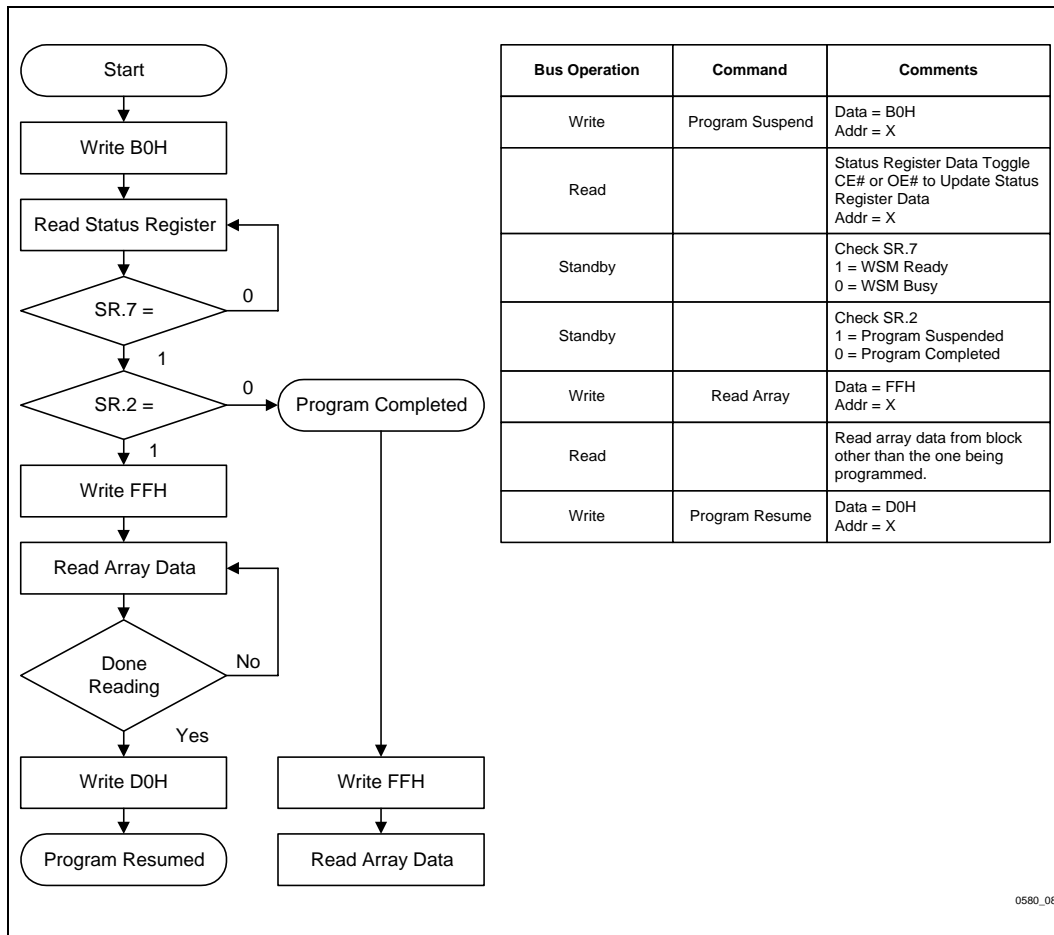 Start
Write B0H
Read Status Register
SR.7 =
0
1
SR.2 =
0
Program Completed
1
Write FFH
Read Array Data
Done
Reading
No
Yes
Write D0H
Write FFH
Program Resumed
Read Array Data
Bus Operation Command Comments
Write Program Suspend Data = B0H
Addr = X
Read Status Register Data Toggle
CE# or OE# to Update Status
Register Data
Addr = X
Standby Check SR.7
1 = WSM Ready
0 = WSM Busy
Standby Check SR.2
1 = Program Suspended
0 = Program Completed
Write Read Array Data = FFH
Addr = X
Read Read array data from block
other than the one being
programmed.
Write Program Resume Data = D0H
Addr = X
0580_08